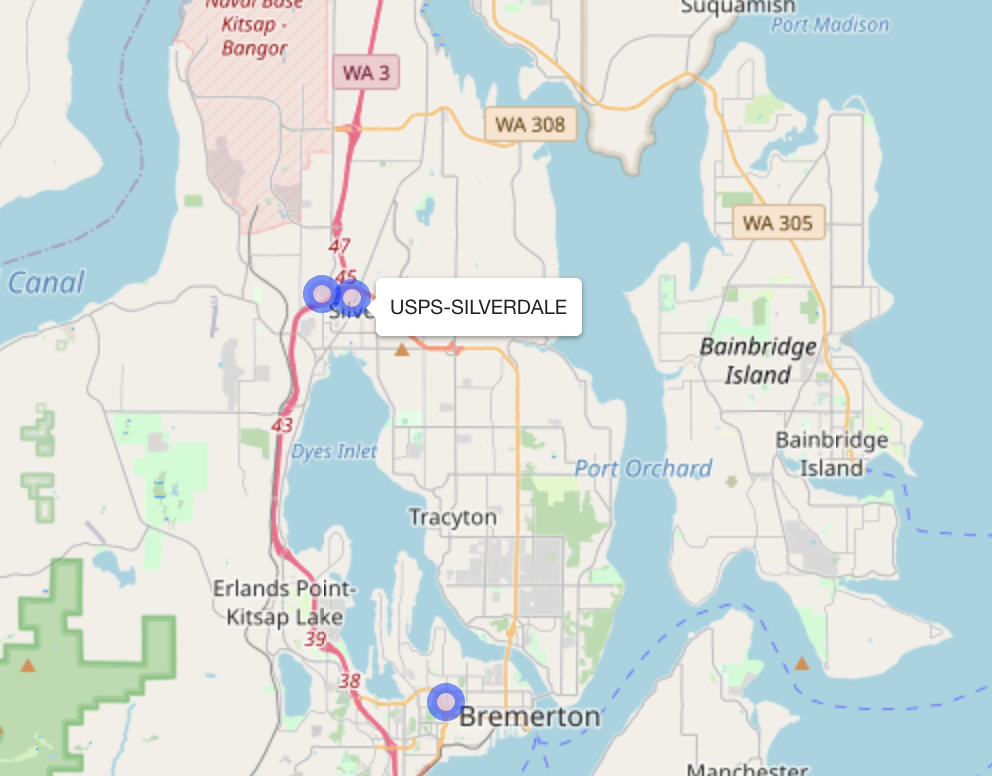 Naval Base
Kitsap -
Bangor
Squamish
Port Madison
WA 3
WA 308
WA 305
47
45
Canal
USPS-SILVERDALE
Bainbridge
Island
43
Dyes Inlet
Bainbridge
Island
Port Orchard
Tracyton
Erlands Point-
Kitsap Lake
39
38
Bremerton
Manchester